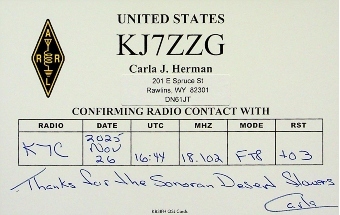 UNITED STATES
KJ7ZZG
Carla J. Herman
201 E Spruce St
Rawlins, WY 82301
DN61JT
A
R R
L
CONFIRMING RADIO CONTACT WITH
RADIO DATE UTC MHZ MODE RST
K7C 2025 Nov 26 16:44 18.102 FT8 +03
Thanks for the Sonoran Desert flowers
Carla
QSL Cards